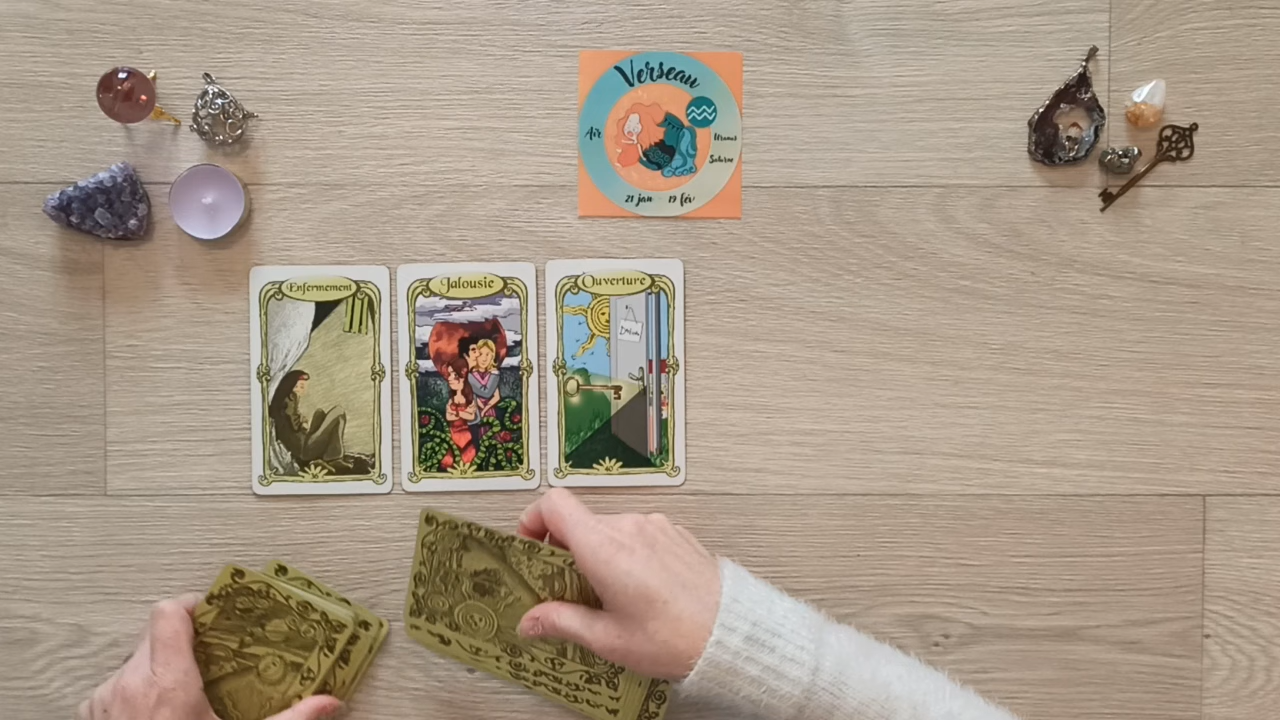 Verseau
Air
Uranus
Saturne
21 jan - 19 fév
Enfermement
Jalousie
Ouverture